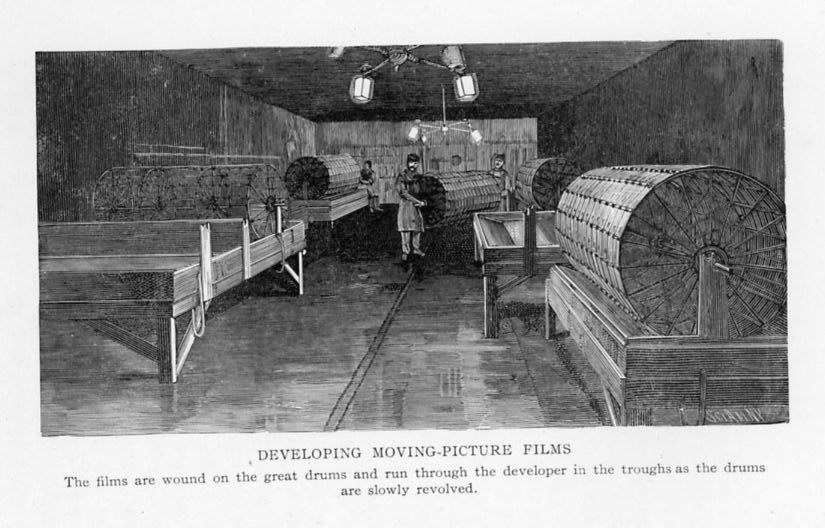 DEVELOPING MOVING-PICTURE FILMS
The films are wound on the great drums and run through the developer in the troughs as the drums
are slowly revolved.